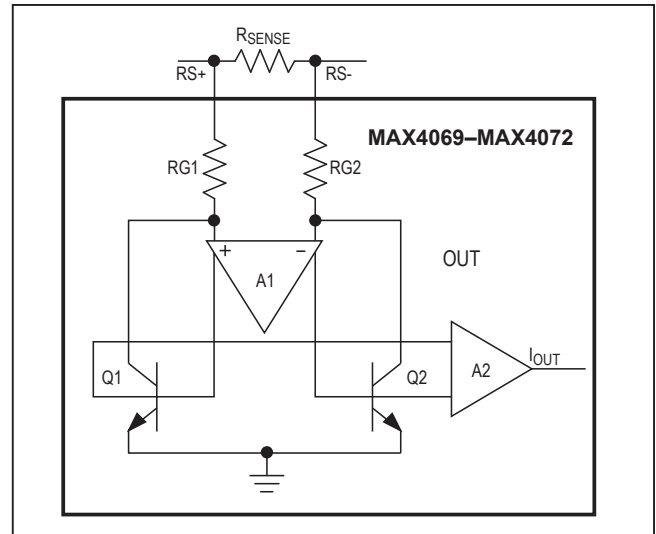 RSENSE
RS+ RS-
MAX4069–MAX4072
RG1 RG2
+ −
OUT
A1
IOUT
Q1 Q2 A2